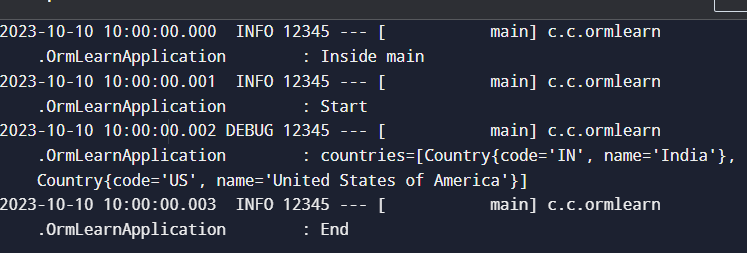 2023-10-10 10:00:00.000  INFO 12345 --- [           main] c.c.ormlearn
    .OrmLearnApplication        : Inside main
2023-10-10 10:00:00.001  INFO 12345 --- [           main] c.c.ormlearn
    .OrmLearnApplication        : Start
2023-10-10 10:00:00.002 DEBUG 12345 --- [           main] c.c.ormlearn
    .OrmLearnApplication        : countries=[Country{code='IN', name='India'},
    Country{code='US', name='United States of America'}]
2023-10-10 10:00:00.003  INFO 12345 --- [           main] c.c.ormlearn
    .OrmLearnApplication        : End